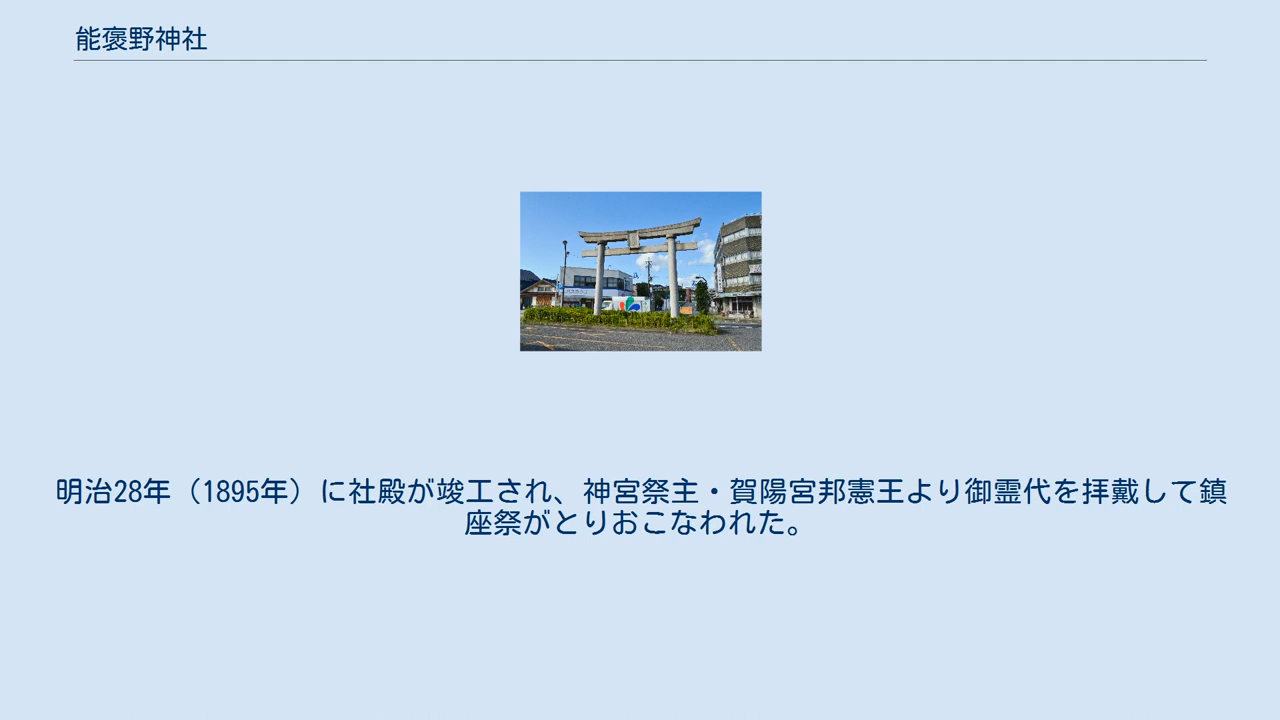 能褒野神社
明治28年（1895年）に社殿が竣工され、神宮祭主・賀陽宮邦憲王より御霊代を拝戴して鎮
座祭がとりおこなわれた。